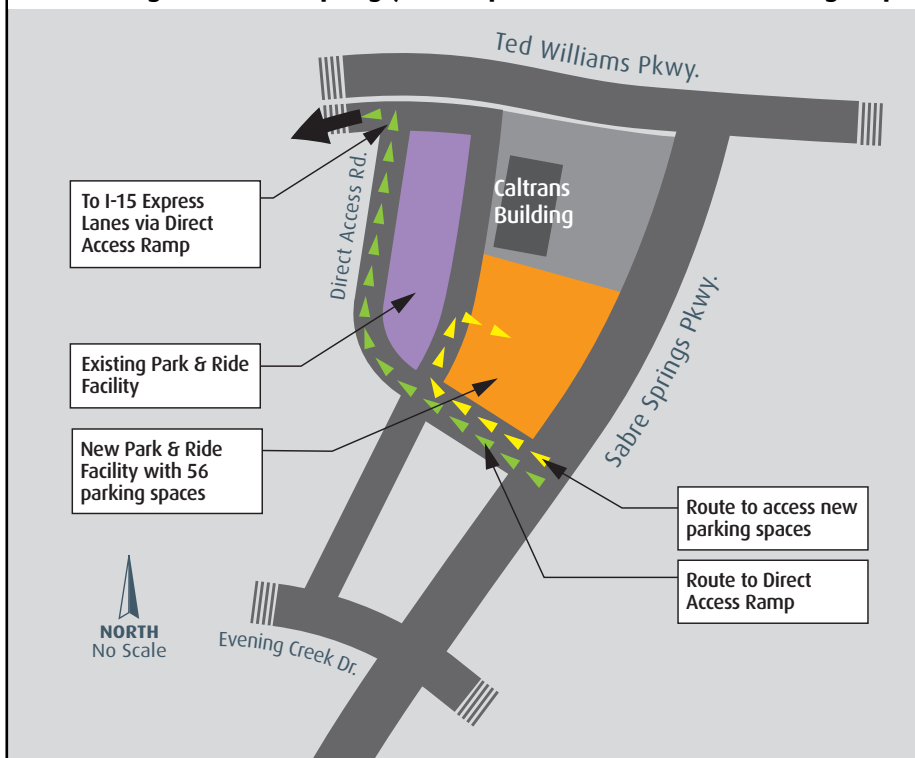 Ted Williams Pkwy.
To I-15 Express
Lanes via Direct
Access Ramp
Direct Access Rd.
Caltrans
Building
Existing Park & Ride
Facility
Sabre Springs Pkwy.
New Park & Ride
Facility with 56
parking spaces
Route to access new
parking spaces
Route to Direct
Access Ramp
NORTH
No Scale
Evening Creek Dr.